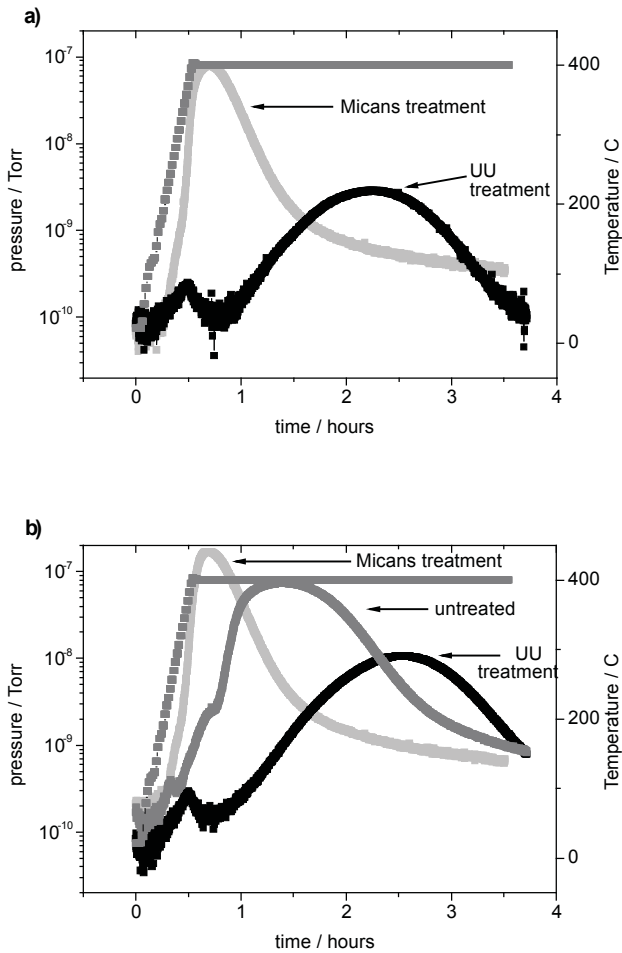 a)
10⁻⁷
10⁻⁸
10⁻⁹
10⁻¹⁰
pressure / Torr
400
200
0
Temperature / C
Micans treatment
UU
treatment
0 1 2 3 4
time / hours
b)
10⁻⁷
10⁻⁸
10⁻⁹
10⁻¹⁰
pressure / Torr
400
200
0
Temperature / C
Micans treatment
untreated
UU
treatment
0 1 2 3 4
time / hours